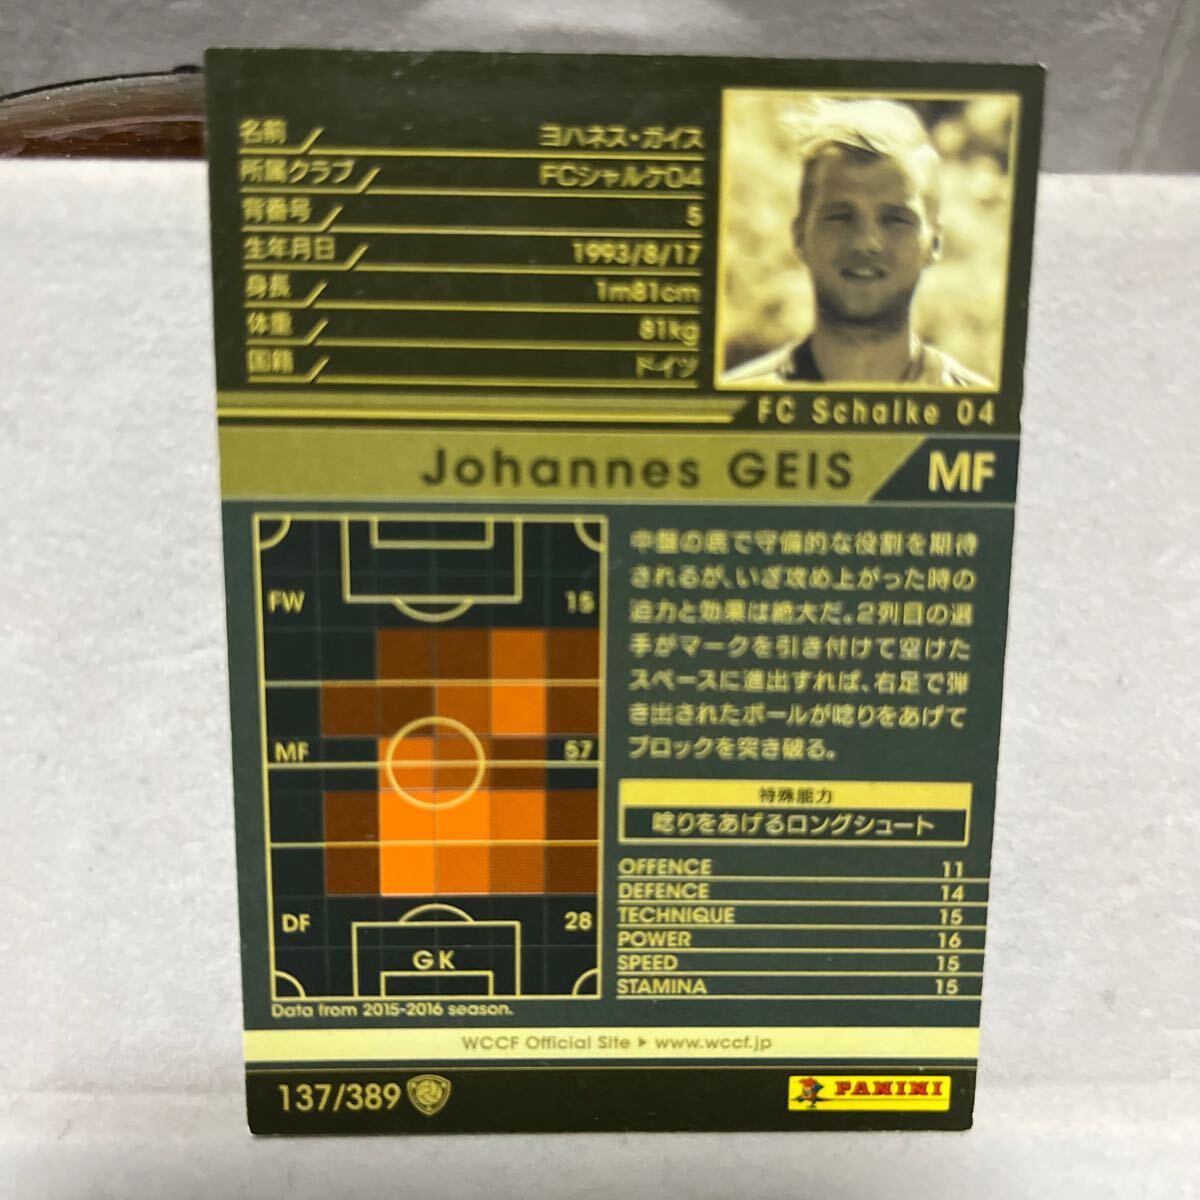 名前 ヨハネス・ガイス
所属クラブ FCシャルケ04
背番号 5
生年月日 1993/8/17
身長 1m81cm
体重 81kg
国籍 ドイツ
FC Schalke 04
Johannes GEIS MF
FW 15
MF 57
DF 28
GK
Data from 2015-2016 season.
中盤の底で守備的な役割を期待
されるが、いざ攻め上がった時の
迫力と効果は絶大だ。2列目の選
手がマークを引き付けて空けた
スペースに進出すれば、右足で弾
き出されたボールが唸りをあげて
ブロックを突き破る。
特殊能力
唸りをあげるロングシュート
OFFENCE 11
DEFENCE 14
TECHNIQUE 15
POWER 16
SPEED 15
STAMINA 15
WCCF Official Site ▶ www.wccf.jp
137/389
PANINI